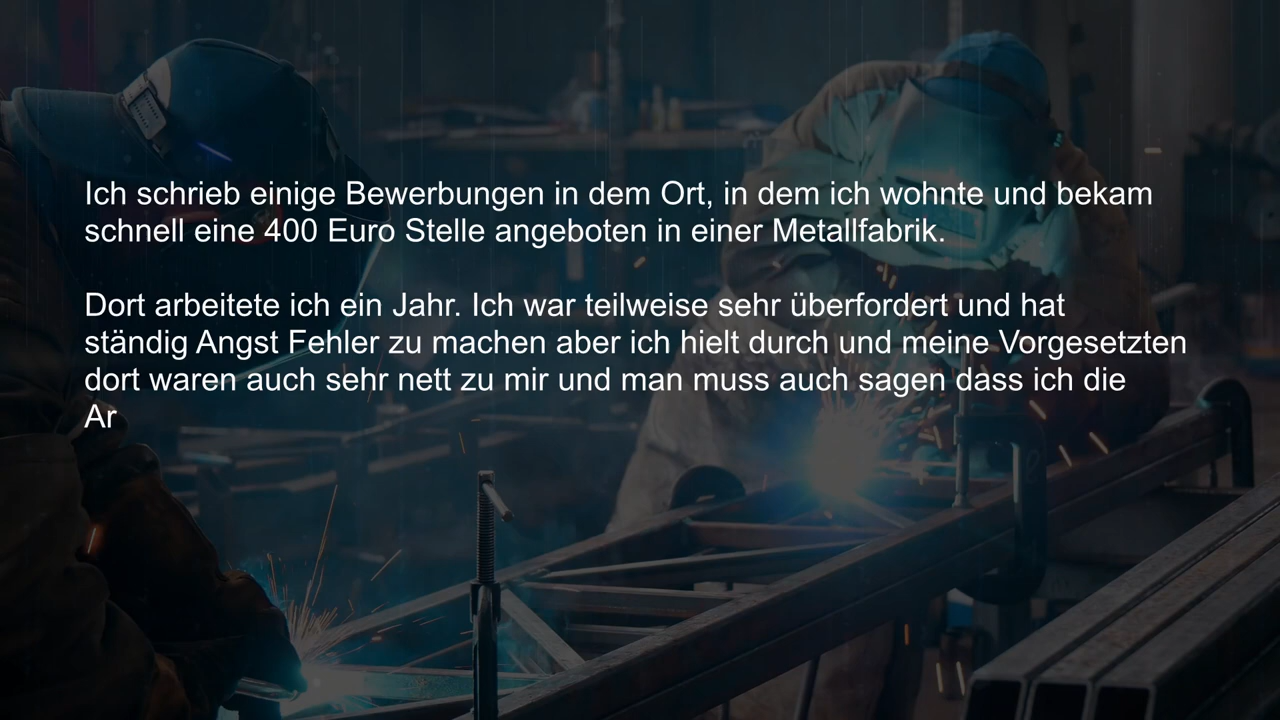 Ich schrieb einige Bewerbungen in dem Ort, in dem ich wohnte und bekam
schnell eine 400 Euro Stelle angeboten in einer Metallfabrik.
Dort arbeitete ich ein Jahr. Ich war teilweise sehr überfordert und hat
ständig Angst Fehler zu machen aber ich hielt durch und meine Vorgesetzten
dort waren auch sehr nett zu mir und man muss auch sagen dass ich die
Ar